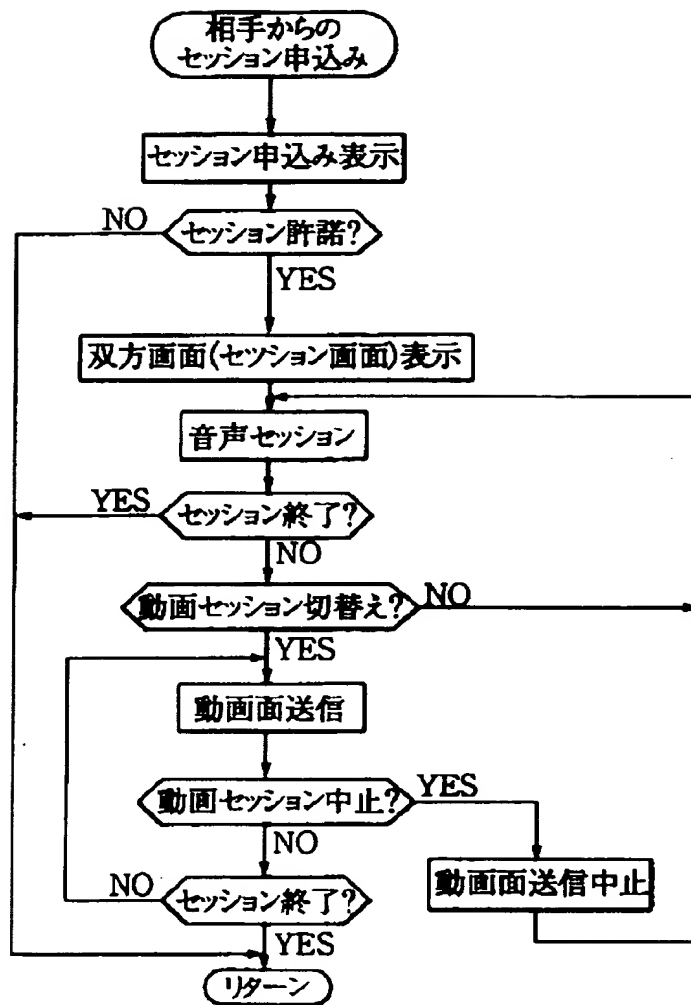 相手からの
セッション申込み
セッション申込み表示
NO
セッション許諾?
YES
双方画面(セツション画面)表示
音声セッション
YES
セッション終了?
NO
動画セッション切替え?
NO
YES
動画面送信
動画セッション中止?
YES
NO
動画面送信中止
NO
セッション終了?
YES
リターン